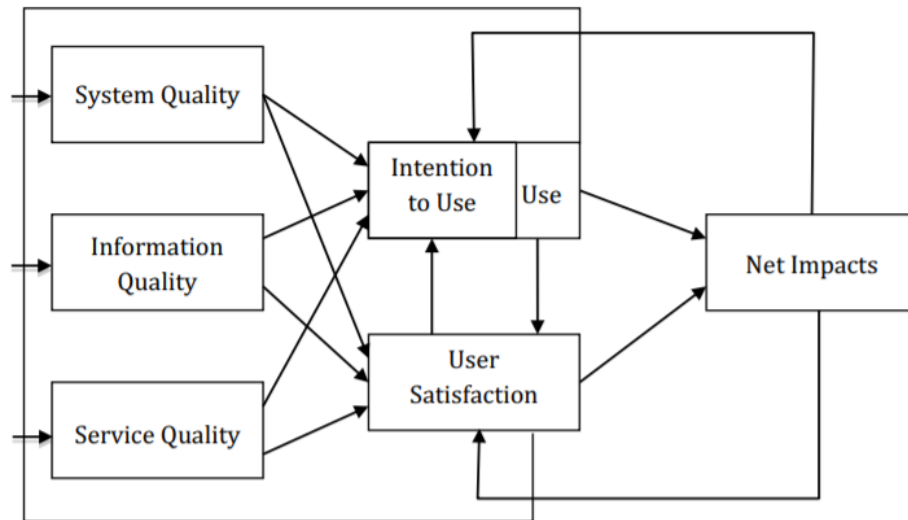 System Quality
Intention
to Use
Use
Information
Quality
Net Impacts
User
Satisfaction
Service Quality